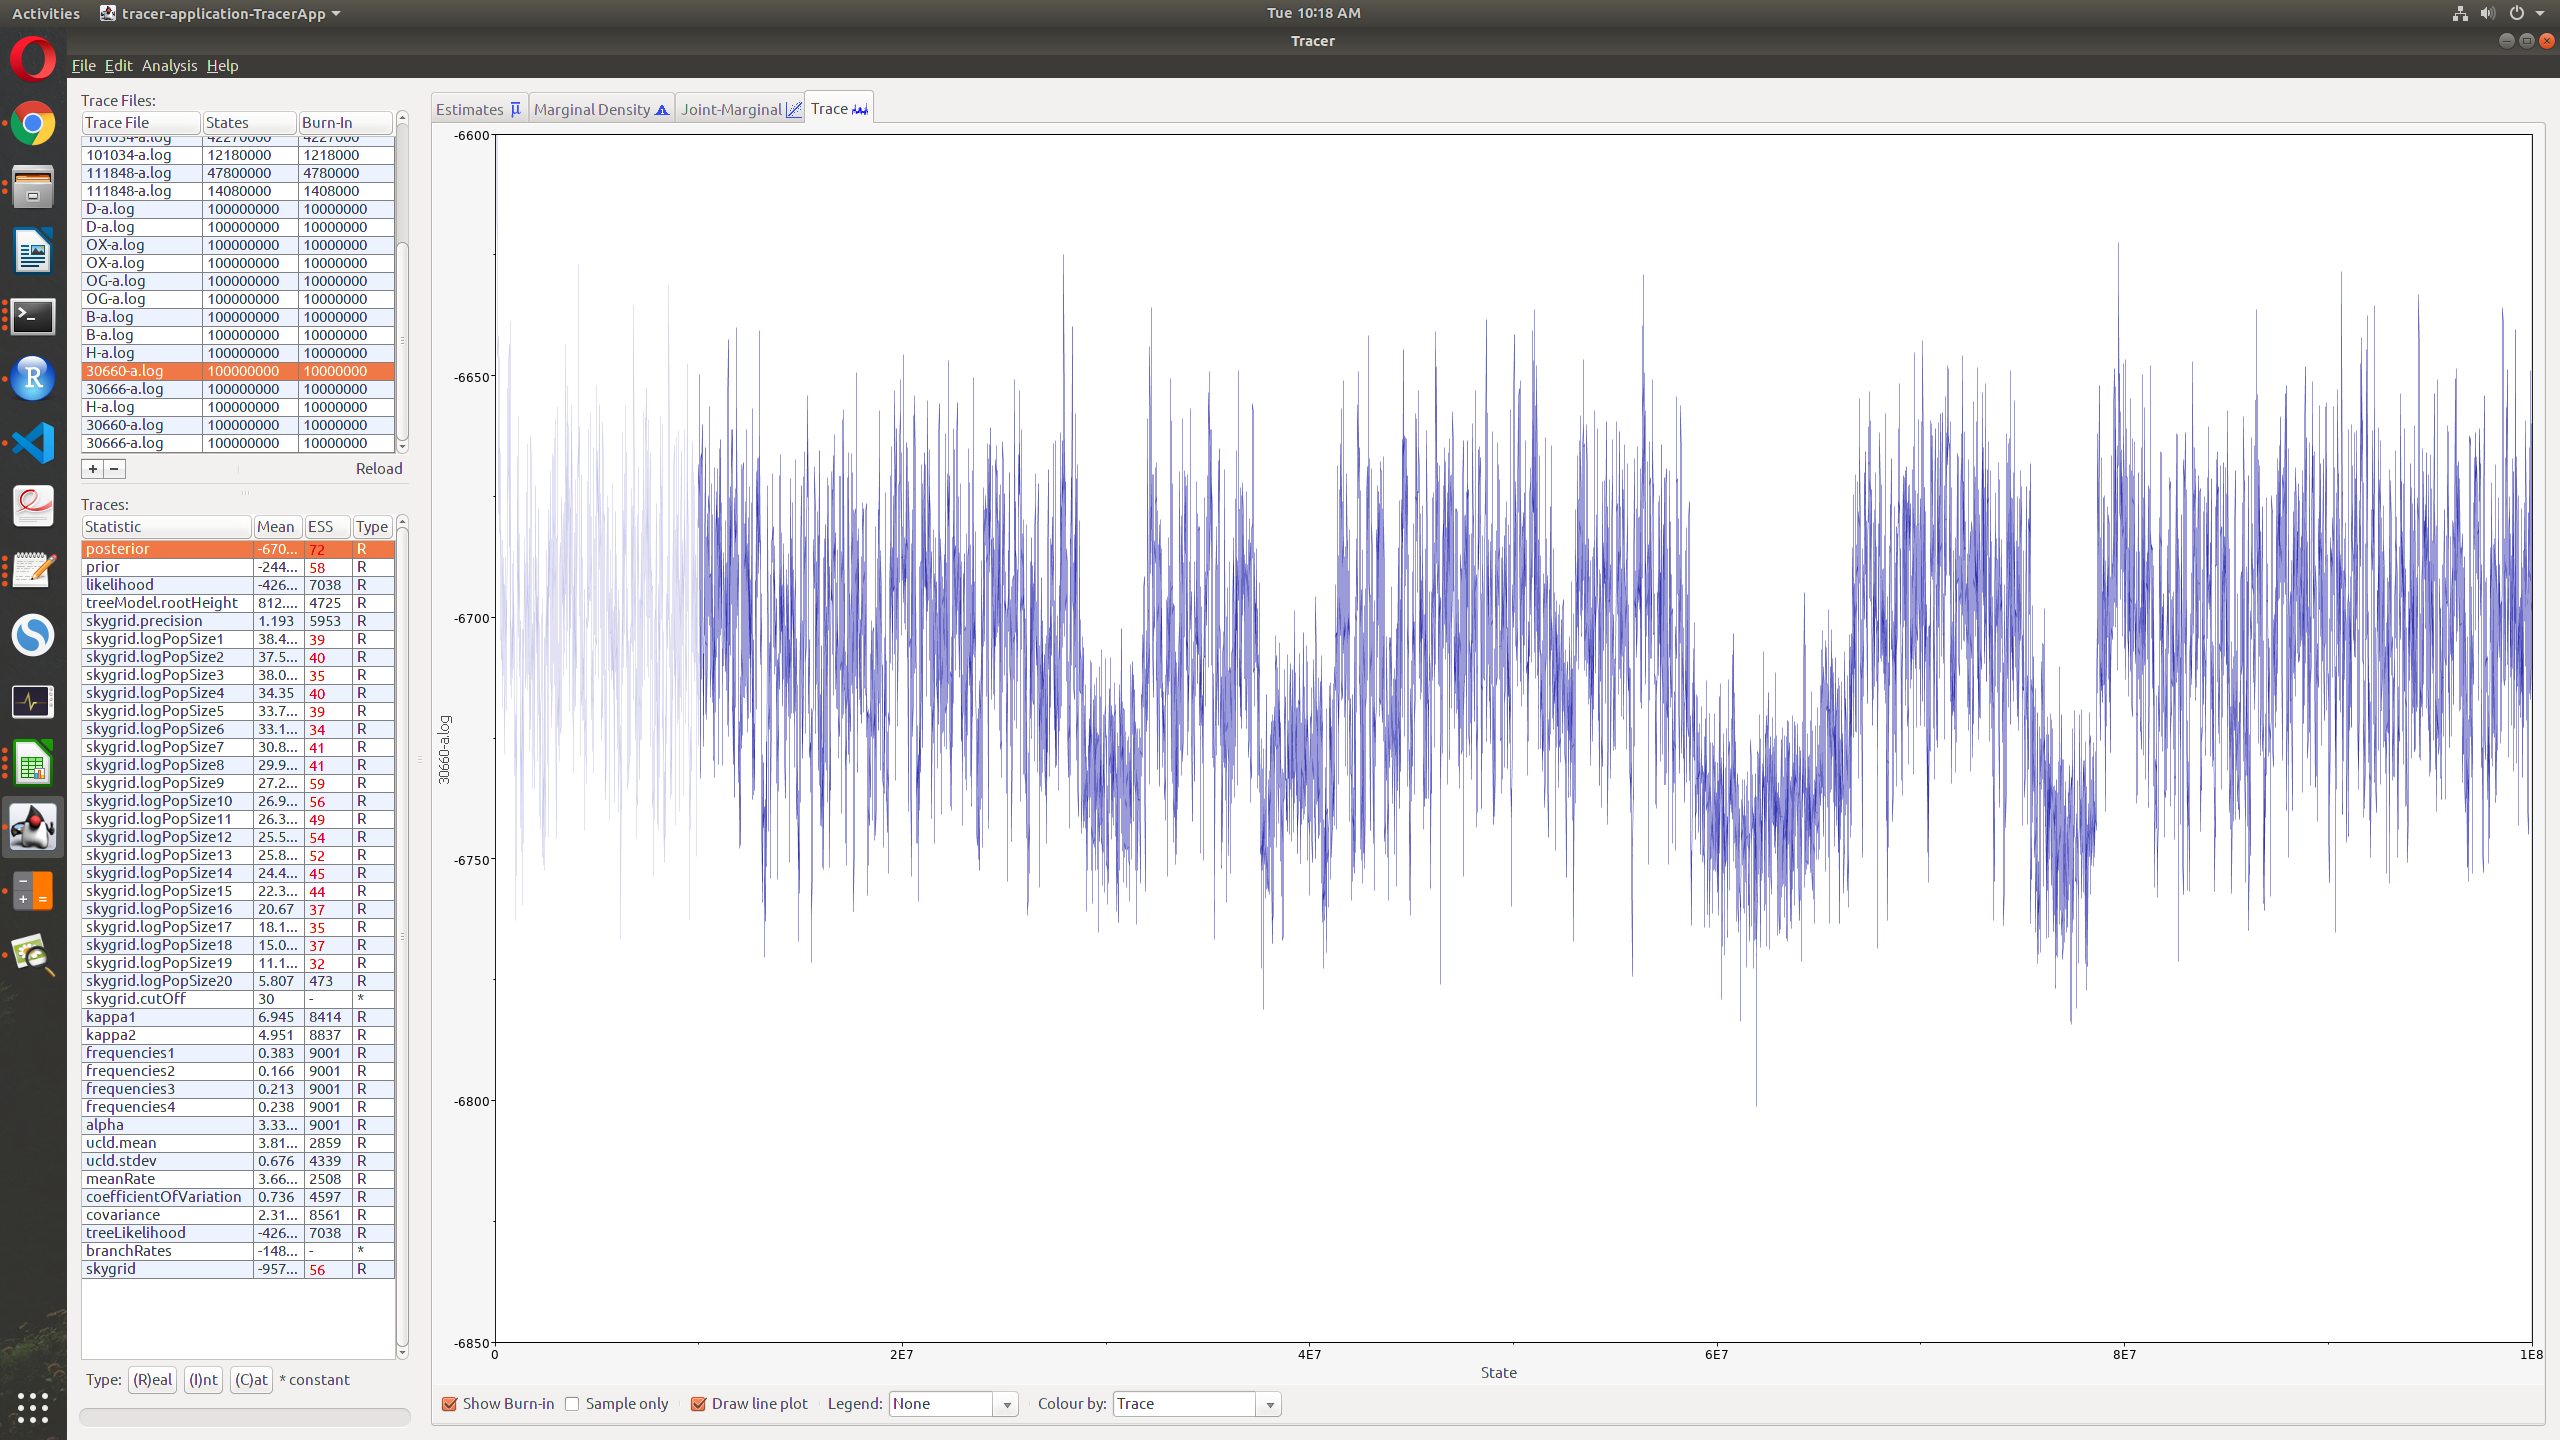 Activities tracer-application-TracerApp Tue 10:18 AM
Tracer
File Edit Analysis Help
Trace Files:
Trace File States Burn-In
101034-a.log 42270000 4227000
101034-a.log 12180000 1218000
111848-a.log 47800000 4780000
111848-a.log 14080000 1408000
D-a.log 100000000 10000000
D-a.log 100000000 10000000
OX-a.log 100000000 10000000
OX-a.log 100000000 10000000
OG-a.log 100000000 10000000
OG-a.log 100000000 10000000
B-a.log 100000000 10000000
B-a.log 100000000 10000000
H-a.log 100000000 10000000
30660-a.log 100000000 10000000
30666-a.log 100000000 10000000
H-a.log 100000000 10000000
30660-a.log 100000000 10000000
30666-a.log 100000000 10000000
+ − Reload
Traces:
Statistic Mean ESS Type
posterior -670... 72 R
prior -244... 58 R
likelihood -426... 7038 R
treeModel.rootHeight 812.... 4725 R
skygrid.precision 1.193 5953 R
skygrid.logPopSize1 38.4... 39 R
skygrid.logPopSize2 37.5... 40 R
skygrid.logPopSize3 38.0... 35 R
skygrid.logPopSize4 34.35 40 R
skygrid.logPopSize5 33.7... 39 R
skygrid.logPopSize6 33.1... 34 R
skygrid.logPopSize7 30.8... 41 R
skygrid.logPopSize8 29.9... 41 R
skygrid.logPopSize9 27.2... 59 R
skygrid.logPopSize10 26.9... 56 R
skygrid.logPopSize11 26.3... 49 R
skygrid.logPopSize12 25.5... 54 R
skygrid.logPopSize13 25.8... 52 R
skygrid.logPopSize14 24.4... 45 R
skygrid.logPopSize15 22.3... 44 R
skygrid.logPopSize16 20.67 37 R
skygrid.logPopSize17 18.1... 35 R
skygrid.logPopSize18 15.0... 37 R
skygrid.logPopSize19 11.1... 32 R
skygrid.logPopSize20 5.807 473 R
skygrid.cutOff 30 - *
kappa1 6.945 8414 R
kappa2 4.951 8837 R
frequencies1 0.383 9001 R
frequencies2 0.166 9001 R
frequencies3 0.213 9001 R
frequencies4 0.238 9001 R
alpha 3.33... 9001 R
ucld.mean 3.81... 2859 R
ucld.stdev 0.676 4339 R
meanRate 3.66... 2508 R
coefficientOfVariation 0.736 4597 R
covariance 2.31... 8561 R
treeLikelihood -426... 7038 R
branchRates -148... - *
skygrid -957... 56 R
Type: (R)eal (I)nt (C)at * constant
Estimates μ Marginal Density Joint-Marginal Trace
-6600
-6650
-6700
-6750
-6800
-6850
30660-a.log
0 2E7 4E7 6E7 8E7 1E8
State
Show Burn-in Sample only Draw line plot Legend: None Colour by: Trace